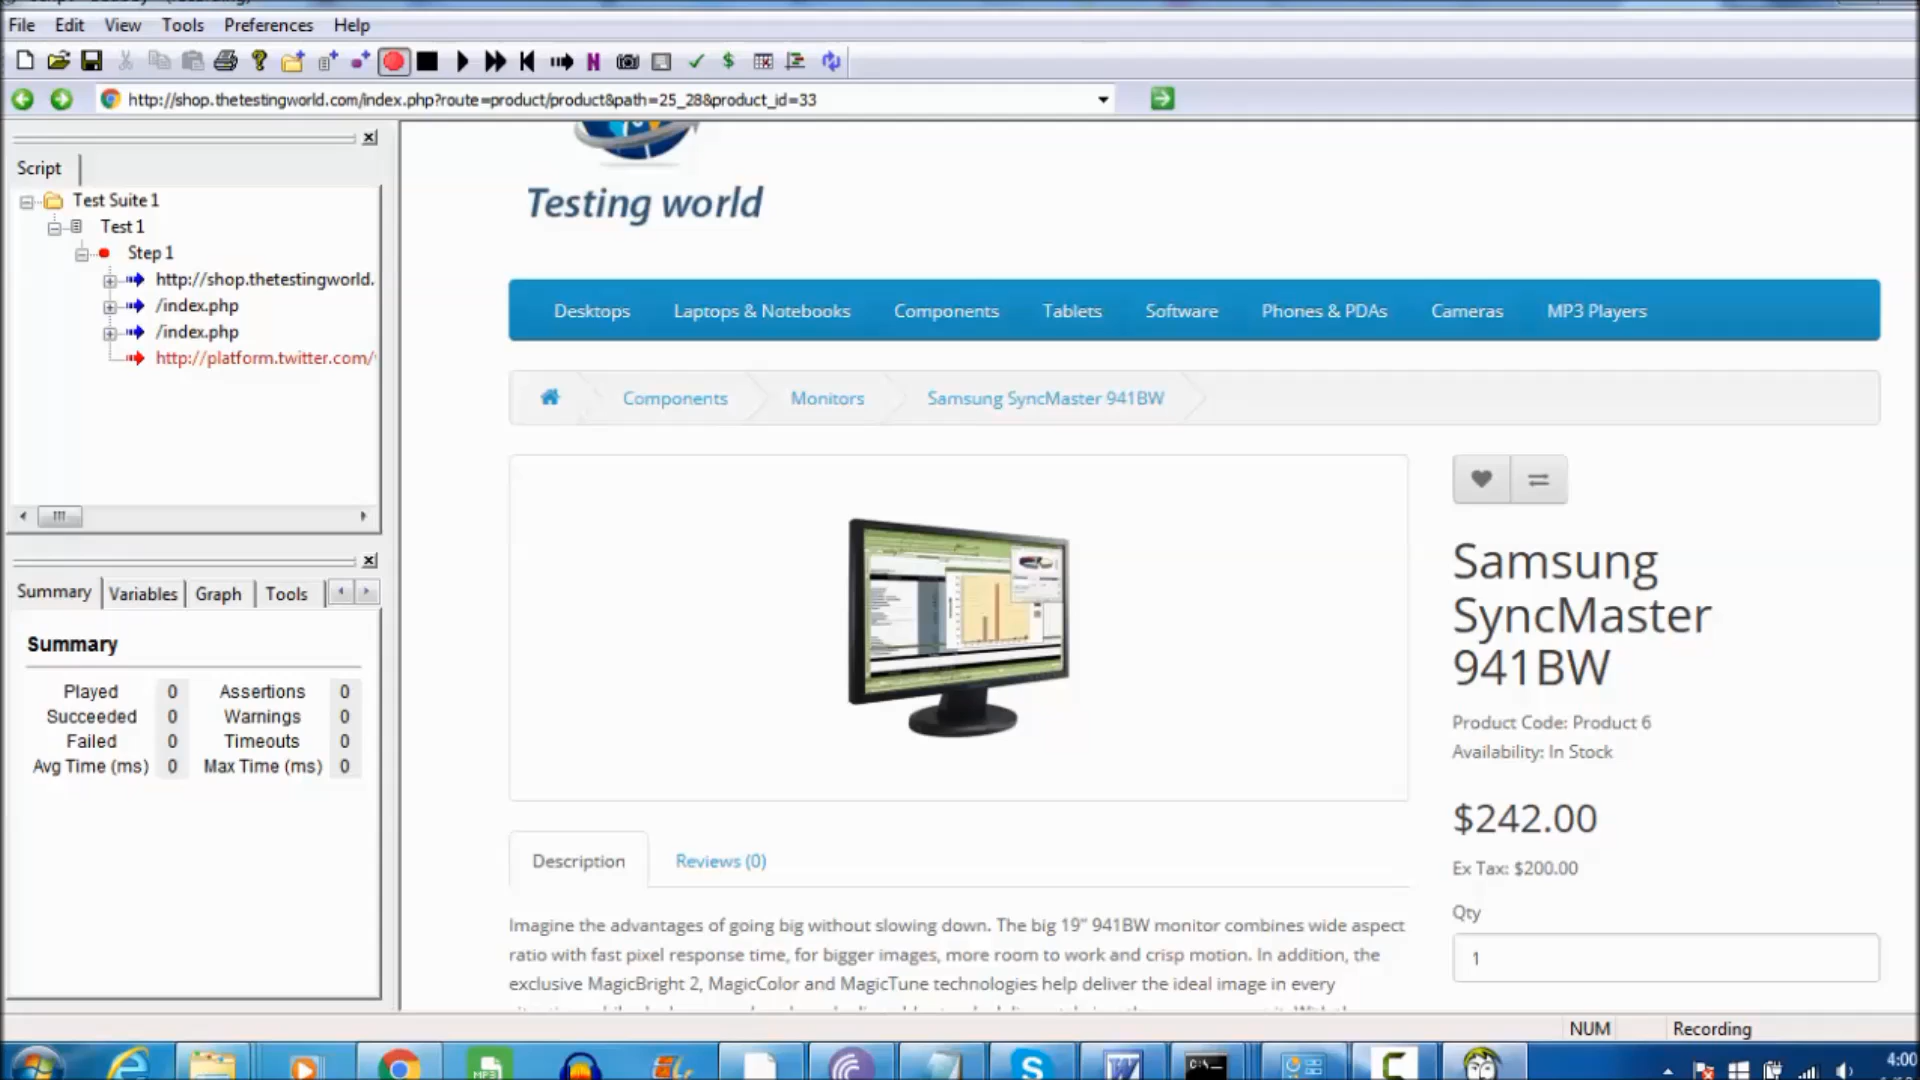 File Edit View Tools Preferences Help
N $
http://shop.thetestingworld.com/index.php?route=product/product&path=25_28&product_id=33
Script
Test Suite 1
Test 1
Step 1
http://shop.thetestingworld.
/index.php
/index.php
http://platform.twitter.com/
Summary Variables Graph Tools
Summary
Played 0 Assertions 0
Succeeded 0 Warnings 0
Failed 0 Timeouts 0
Avg Time (ms) 0 Max Time (ms) 0
Testing world
Desktops Laptops & Notebooks Components Tablets Software Phones & PDAs Cameras MP3 Players
Components Monitors Samsung SyncMaster 941BW
Samsung
SyncMaster
941BW
Product Code: Product 6
Availability: In Stock
$242.00
Ex Tax: $200.00
Qty
1
Description Reviews (0)
Imagine the advantages of going big without slowing down. The big 19" 941BW monitor combines wide aspect
ratio with fast pixel response time, for bigger images, more room to work and crisp motion. In addition, the
exclusive MagicBright 2, MagicColor and MagicTune technologies help deliver the ideal image in every
NUM Recording
4:00